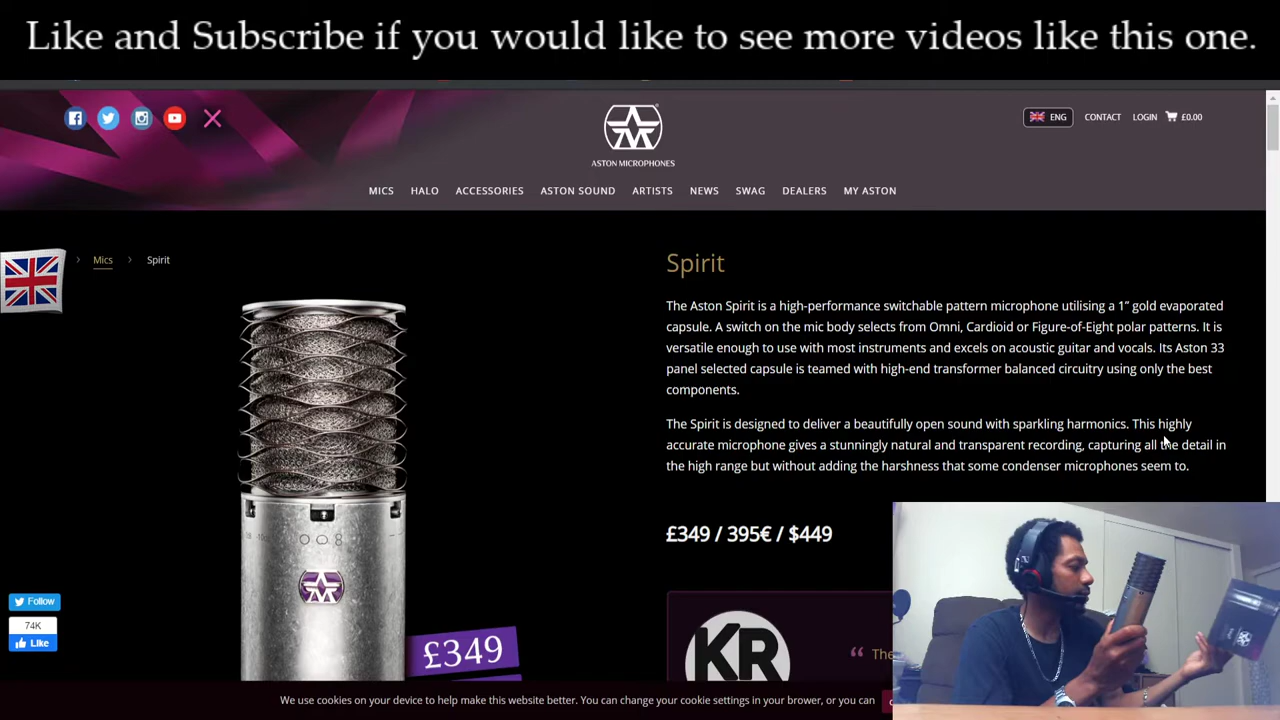 Like and Subscribe if you would like to see more videos like this one.
ENG
CONTACT
LOGIN
£0.00
ASTON MICROPHONES
MICS
HALO
ACCESSORIES
ASTON SOUND
ARTISTS
NEWS
SWAG
DEALERS
MY ASTON
Mics
Spirit
Spirit
The Aston Spirit is a high-performance switchable pattern microphone utilising a 1” gold evaporated
capsule. A switch on the mic body selects from Omni, Cardioid or Figure-of-Eight polar patterns. It is
versatile enough to use with most instruments and excels on acoustic guitar and vocals. Its Aston 33
panel selected capsule is teamed with high-end transformer balanced circuitry using only the best
components.
The Spirit is designed to deliver a beautifully open sound with sparkling harmonics. This highly
accurate microphone gives a stunningly natural and transparent recording, capturing all the detail in
the high range but without adding the harshness that some condenser microphones seem to.
£349 / 395€ / $449
Follow
74K
Like
£349
KR
“ The
We use cookies on your device to help make this website better. You can change your cookie settings in your brower, or you can